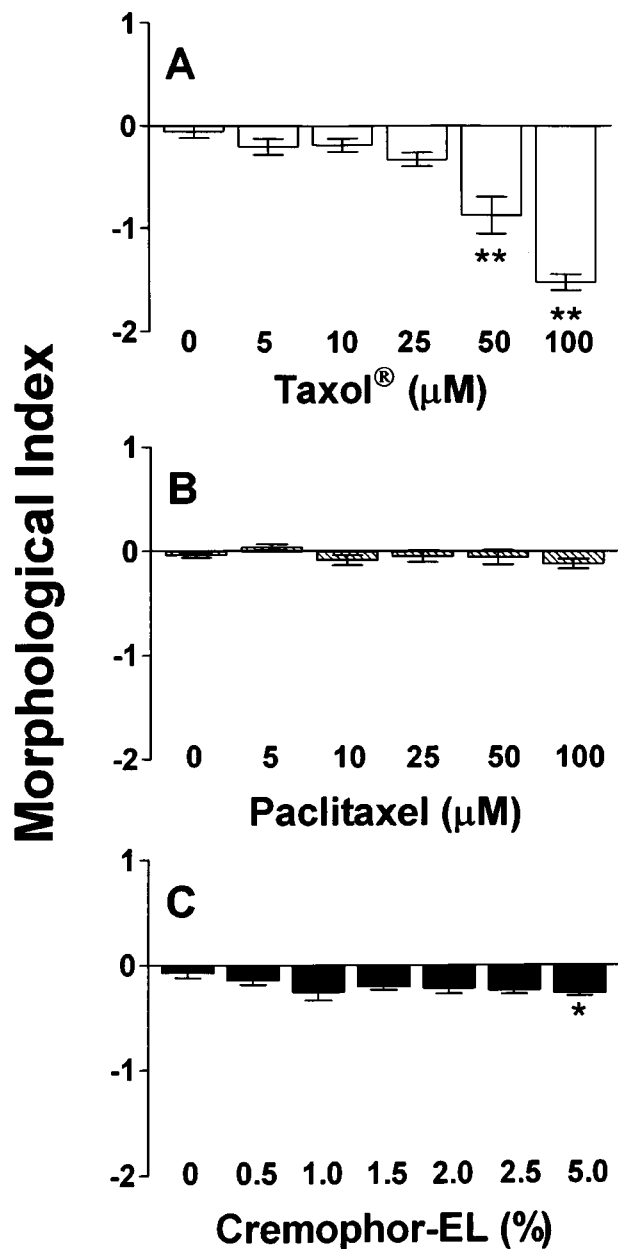 Morphological Index
A
1
0
-1
-2
** **
0 5 10 25 50 100
Taxol® (μM)
B
1
0
-1
-2
0 5 10 25 50 100
Paclitaxel (μM)
C
1
0
-1
-2
*
0 0.5 1.0 1.5 2.0 2.5 5.0
Cremophor-EL (%)